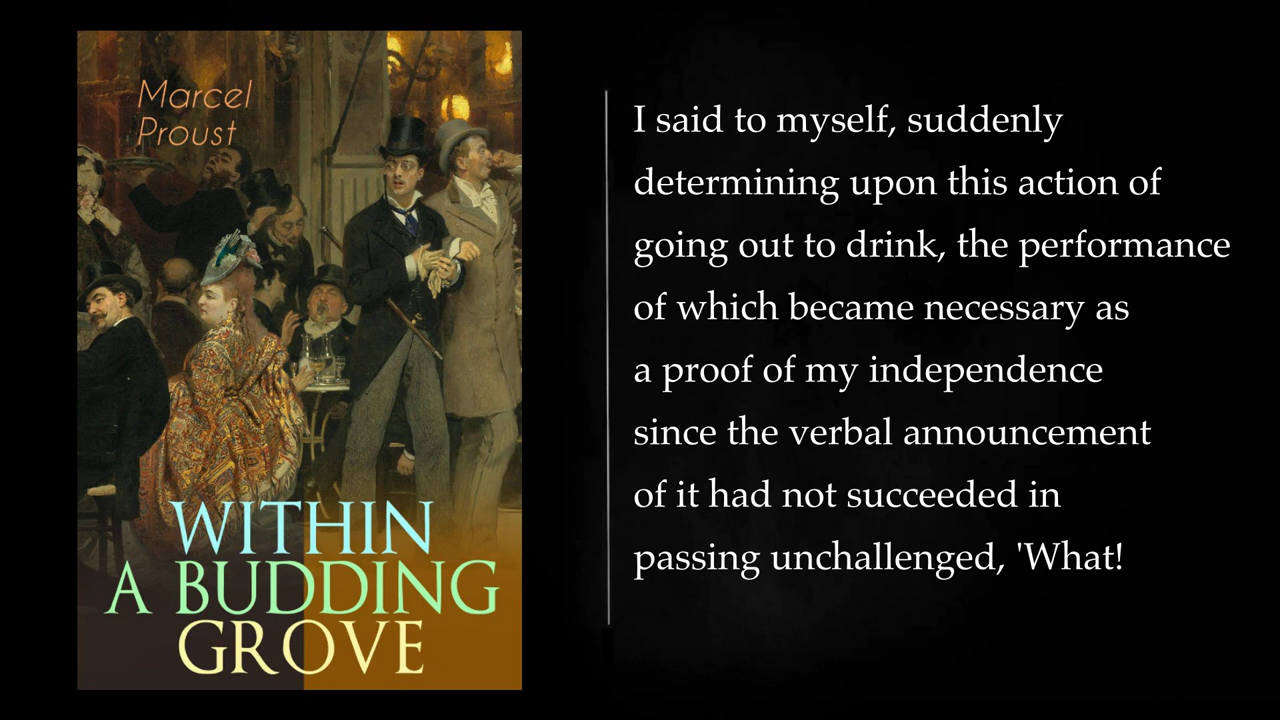 Marcel
Proust
WITHIN
A BUDDING
GROVE
I said to myself, suddenly
determining upon this action of
going out to drink, the performance
of which became necessary as
a proof of my independence
since the verbal announcement
of it had not succeeded in
passing unchallenged, 'What!